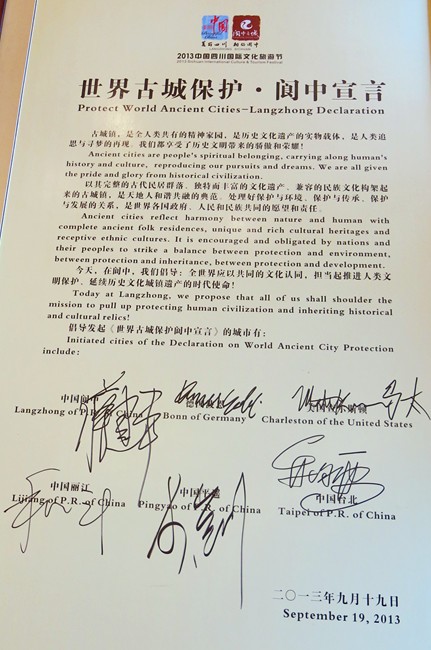 2013中国四川国际文化旅游节
2013 Sichuan International Culture & Tourism Festival
世界古城保护·阆中宣言
Protect World Ancient Cities-Langzhong Declaration
古城镇，是全人类共有的精神家园，是历史文化遗产的实物载体，是人类追
思与寻梦的再现。我们都享受了历史文明带来的骄傲和荣耀！
Ancient cities are people's spiritual belonging, carrying along human's
history and culture, reproducing our pursuits and dreams. We are all given
the pride and glory from historical civilization.
以其完整的古代民居群落、独特而丰富的文化遗产、兼容的民族文化构架起
来的古城镇，是天地人和谐共融的典范。处理好保护与环境、保护与传承、保护
与发展的关系，是世界各国政府、人民和民族共同的愿望和责任。
Ancient cities reflect harmony between nature and human with
complete ancient folk residences, unique and rich cultural heritages and
receptive ethnic cultures. It is encouraged and obligated by nations and
their peoples to strike a balance between protection and environment,
between protection and inheritance, between protection and development.
今天，在阆中，我们倡导：全世界应以共同的文化认同，担当起推进人类文
明保护、延续历史文化城镇遗产的时代使命！
Today at Langzhong, we propose that all of us shall shoulder the
mission to pull up protecting human civilization and inheriting historical
and cultural relics!
倡导发起《世界古城保护阆中宣言》的城市有：
Initiated cities of the Declaration on World Ancient City Protection
include:
中国阆中
Langzhong of P.R. of China Bonn of Germany Charleston of the United States
中国丽江 中国平遥 中国台北
Lijiang of P.R. of China Pingyao of P.R. of China Taipei of P.R. of China
二〇一三年九月十九日
September 19, 2013